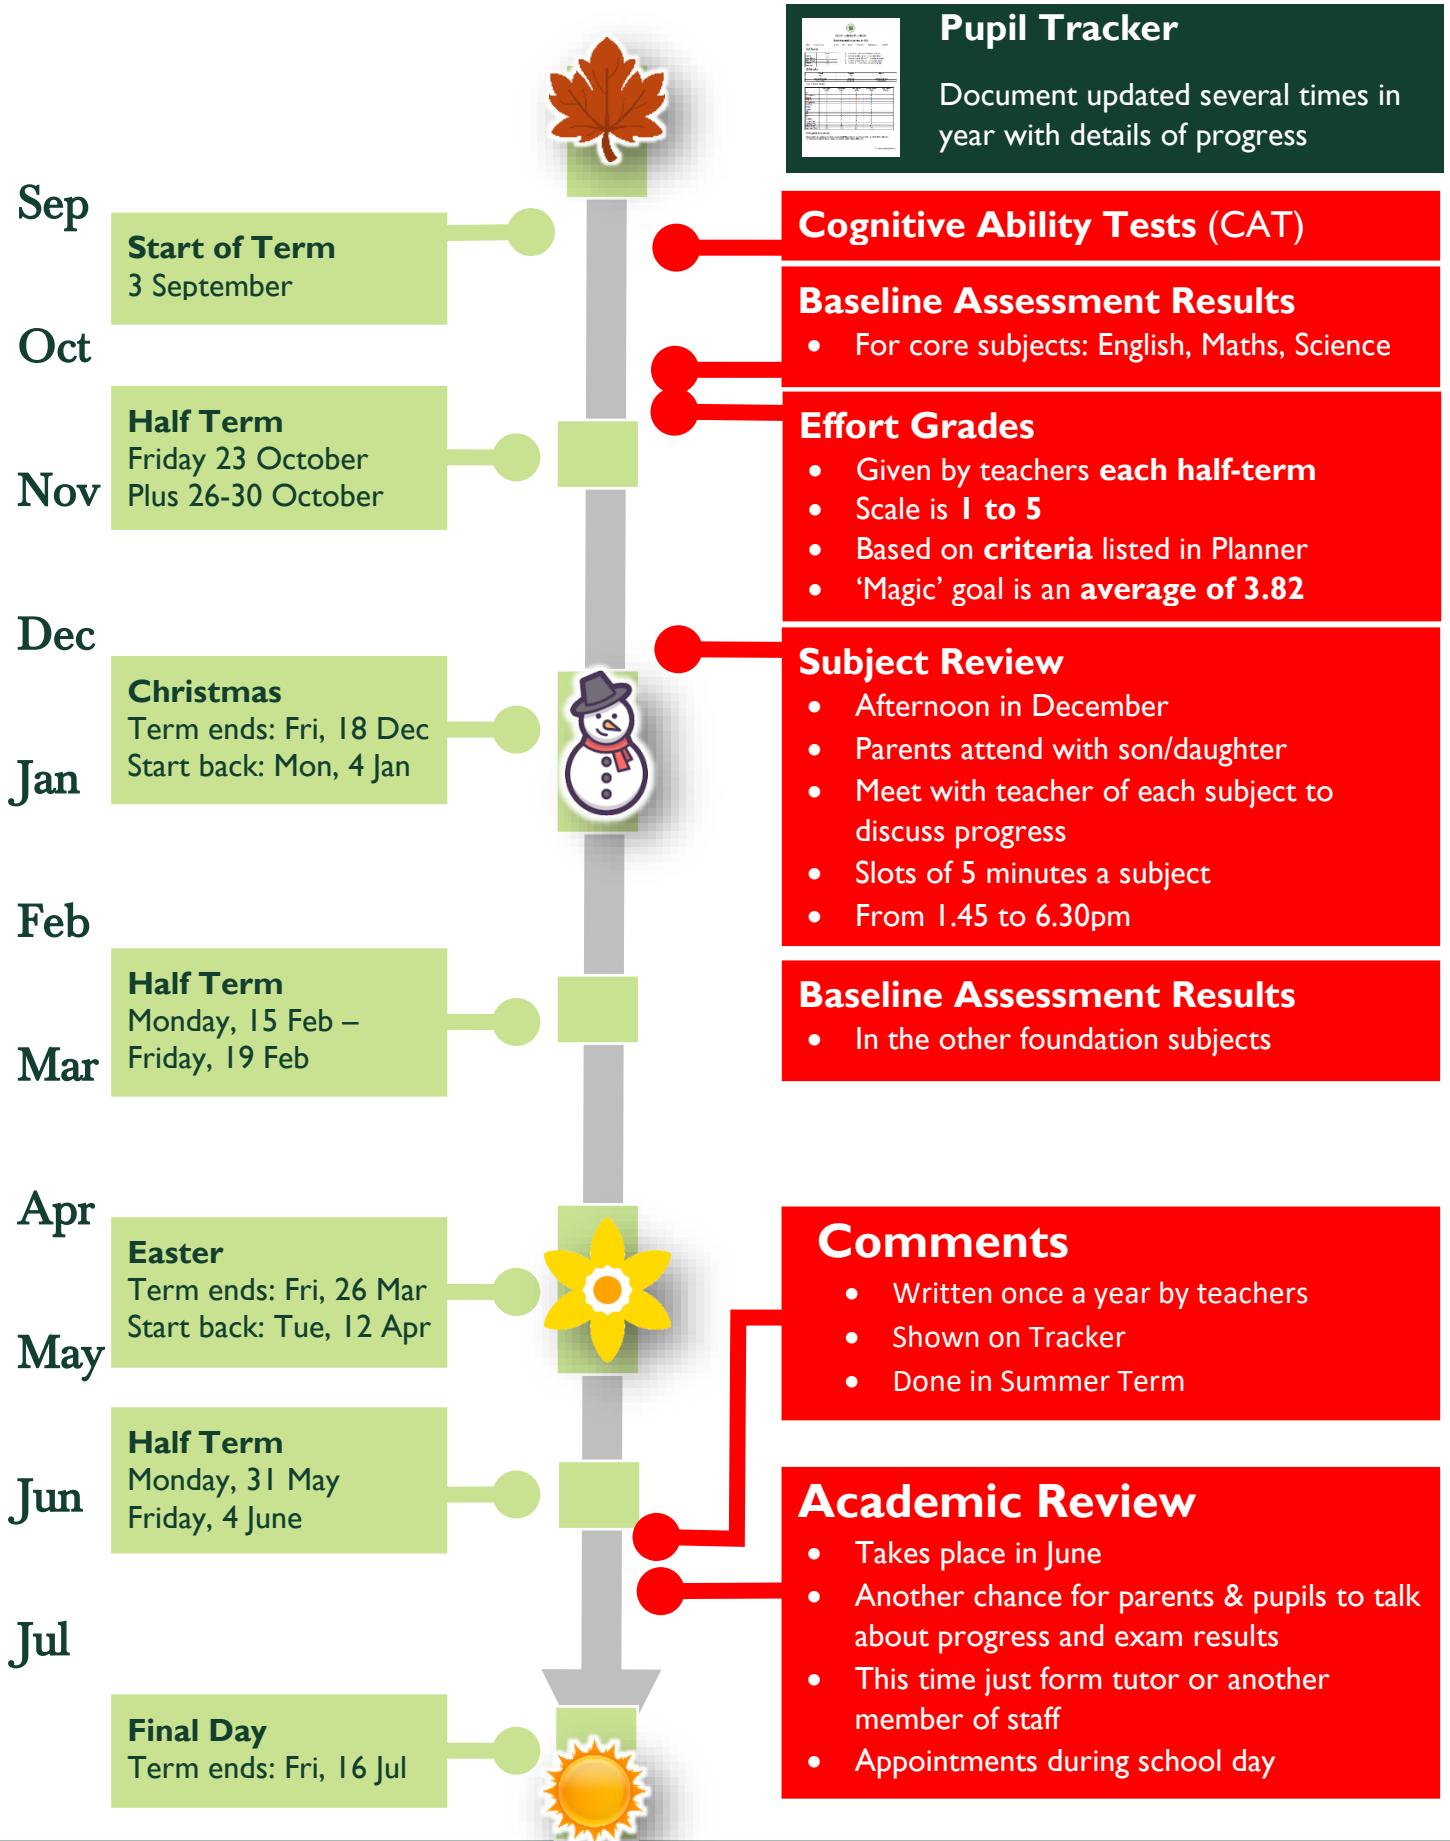 Pupil Tracker
Document updated several times in
year with details of progress
Sep
Start of Term
3 September
Cognitive Ability Tests (CAT)
Baseline Assessment Results
• For core subjects: English, Maths, Science
Oct
Half Term
Friday 23 October
Plus 26-30 October
Effort Grades
• Given by teachers each half-term
• Scale is 1 to 5
• Based on criteria listed in Planner
• ‘Magic’ goal is an average of 3.82
Nov
Dec
Christmas
Term ends: Fri, 18 Dec
Start back: Mon, 4 Jan
Subject Review
• Afternoon in December
• Parents attend with son/daughter
• Meet with teacher of each subject to
discuss progress
• Slots of 5 minutes a subject
• From 1.45 to 6.30pm
Jan
Feb
Half Term
Monday, 15 Feb –
Friday, 19 Feb
Baseline Assessment Results
• In the other foundation subjects
Mar
Apr
Easter
Term ends: Fri, 26 Mar
Start back: Tue, 12 Apr
Comments
• Written once a year by teachers
• Shown on Tracker
• Done in Summer Term
May
Half Term
Monday, 31 May
Friday, 4 June
Jun
Academic Review
• Takes place in June
• Another chance for parents & pupils to talk
about progress and exam results
• This time just form tutor or another
member of staff
• Appointments during school day
Jul
Final Day
Term ends: Fri, 16 Jul